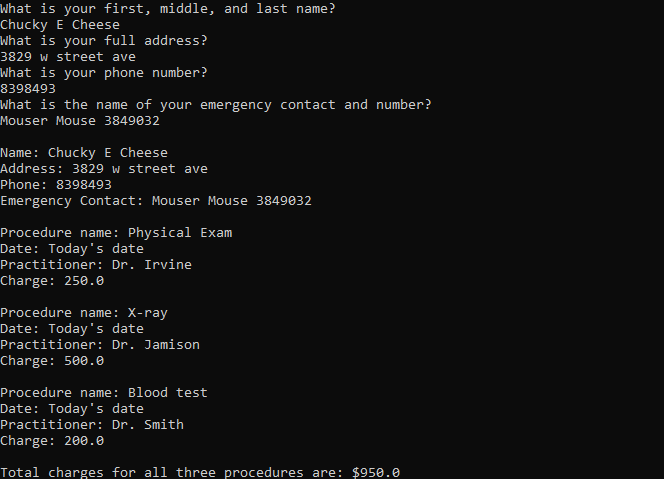 What is your first, middle, and last name?
Chucky E Cheese
What is your full address?
3829 w street ave
What is your phone number?
8398493
What is the name of your emergency contact and number?
Mouser Mouse 3849032
Name: Chucky E Cheese
Address: 3829 w street ave
Phone: 8398493
Emergency Contact: Mouser Mouse 3849032
Procedure name: Physical Exam
Date: Today's date
Practitioner: Dr. Irvine
Charge: 250.0
Procedure name: X-ray
Date: Today's date
Practitioner: Dr. Jamison
Charge: 500.0
Procedure name: Blood test
Date: Today's date
Practitioner: Dr. Smith
Charge: 200.0
Total charges for all three procedures are: $950.0